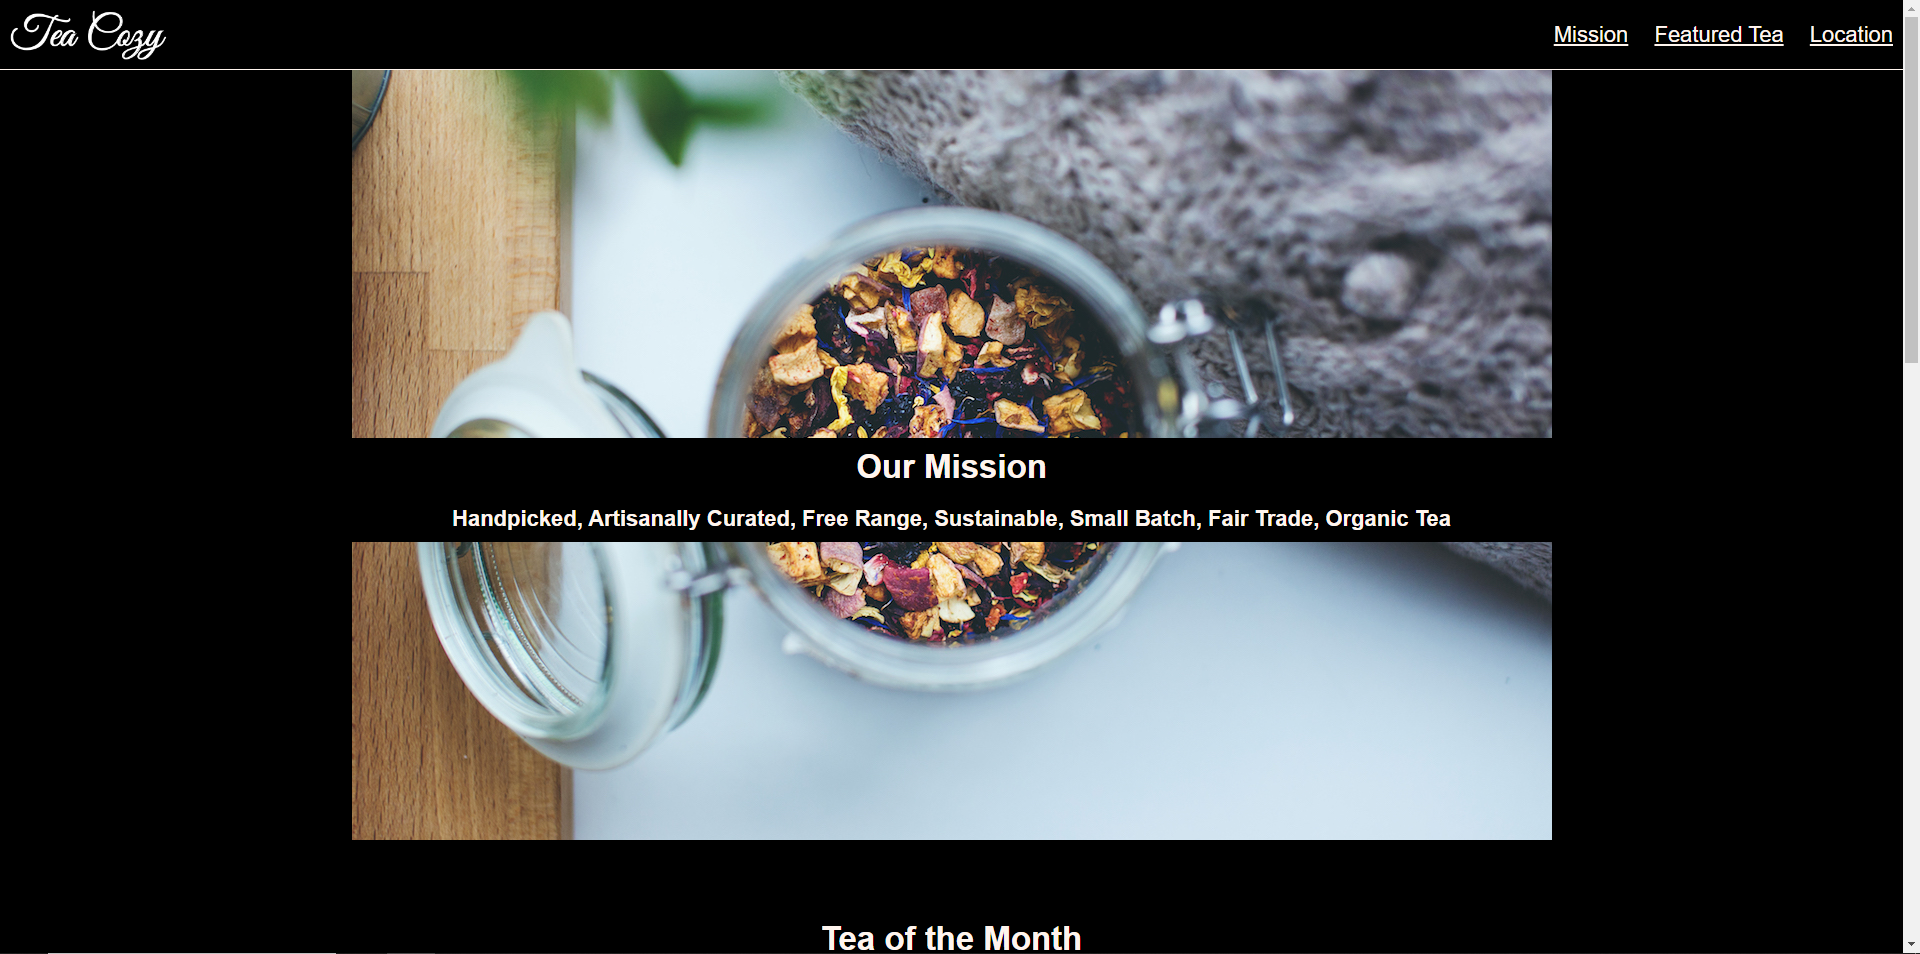 Tea Cozy
Mission Featured Tea Location
Our Mission
Handpicked, Artisanally Curated, Free Range, Sustainable, Small Batch, Fair Trade, Organic Tea
Tea of the Month